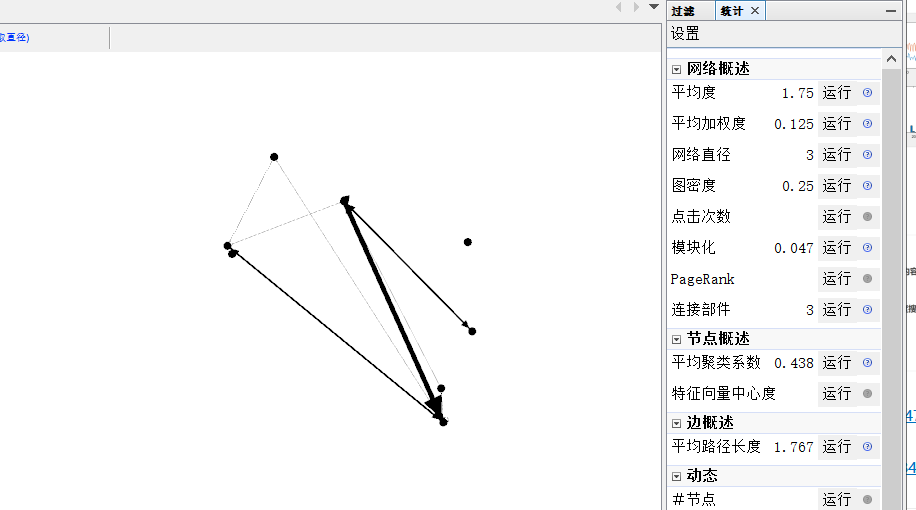 过滤 统计
取直径)
设置
网络概述
平均度 1.75 运行
平均加权度 0.125 运行
网络直径 3 运行
图密度 0.25 运行
点击次数 运行
模块化 0.047 运行
PageRank 运行
连接部件 3 运行
节点概述
平均聚类系数 0.438 运行
特征向量中心度 运行
边概述
平均路径长度 1.767 运行
动态
#节点 运行